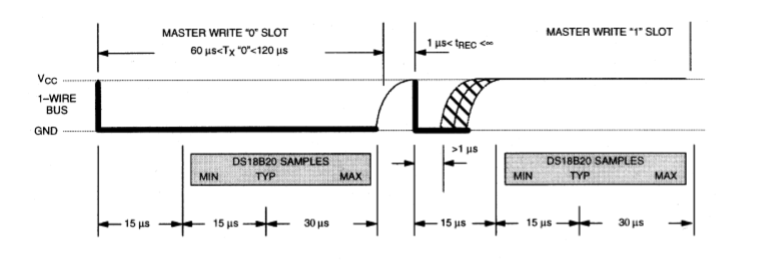 MASTER WRITE "0" SLOT
60 µs<TX "0"<120 µs
1 µs< tREC <∞
MASTER WRITE "1" SLOT
VCC
1–WIRE
BUS
GND
>1 µs
DS18B20 SAMPLES
MIN TYP MAX
DS18B20 SAMPLES
MIN TYP MAX
15 µs 15 µs 30 µs 15 µs 15 µs 30 µs